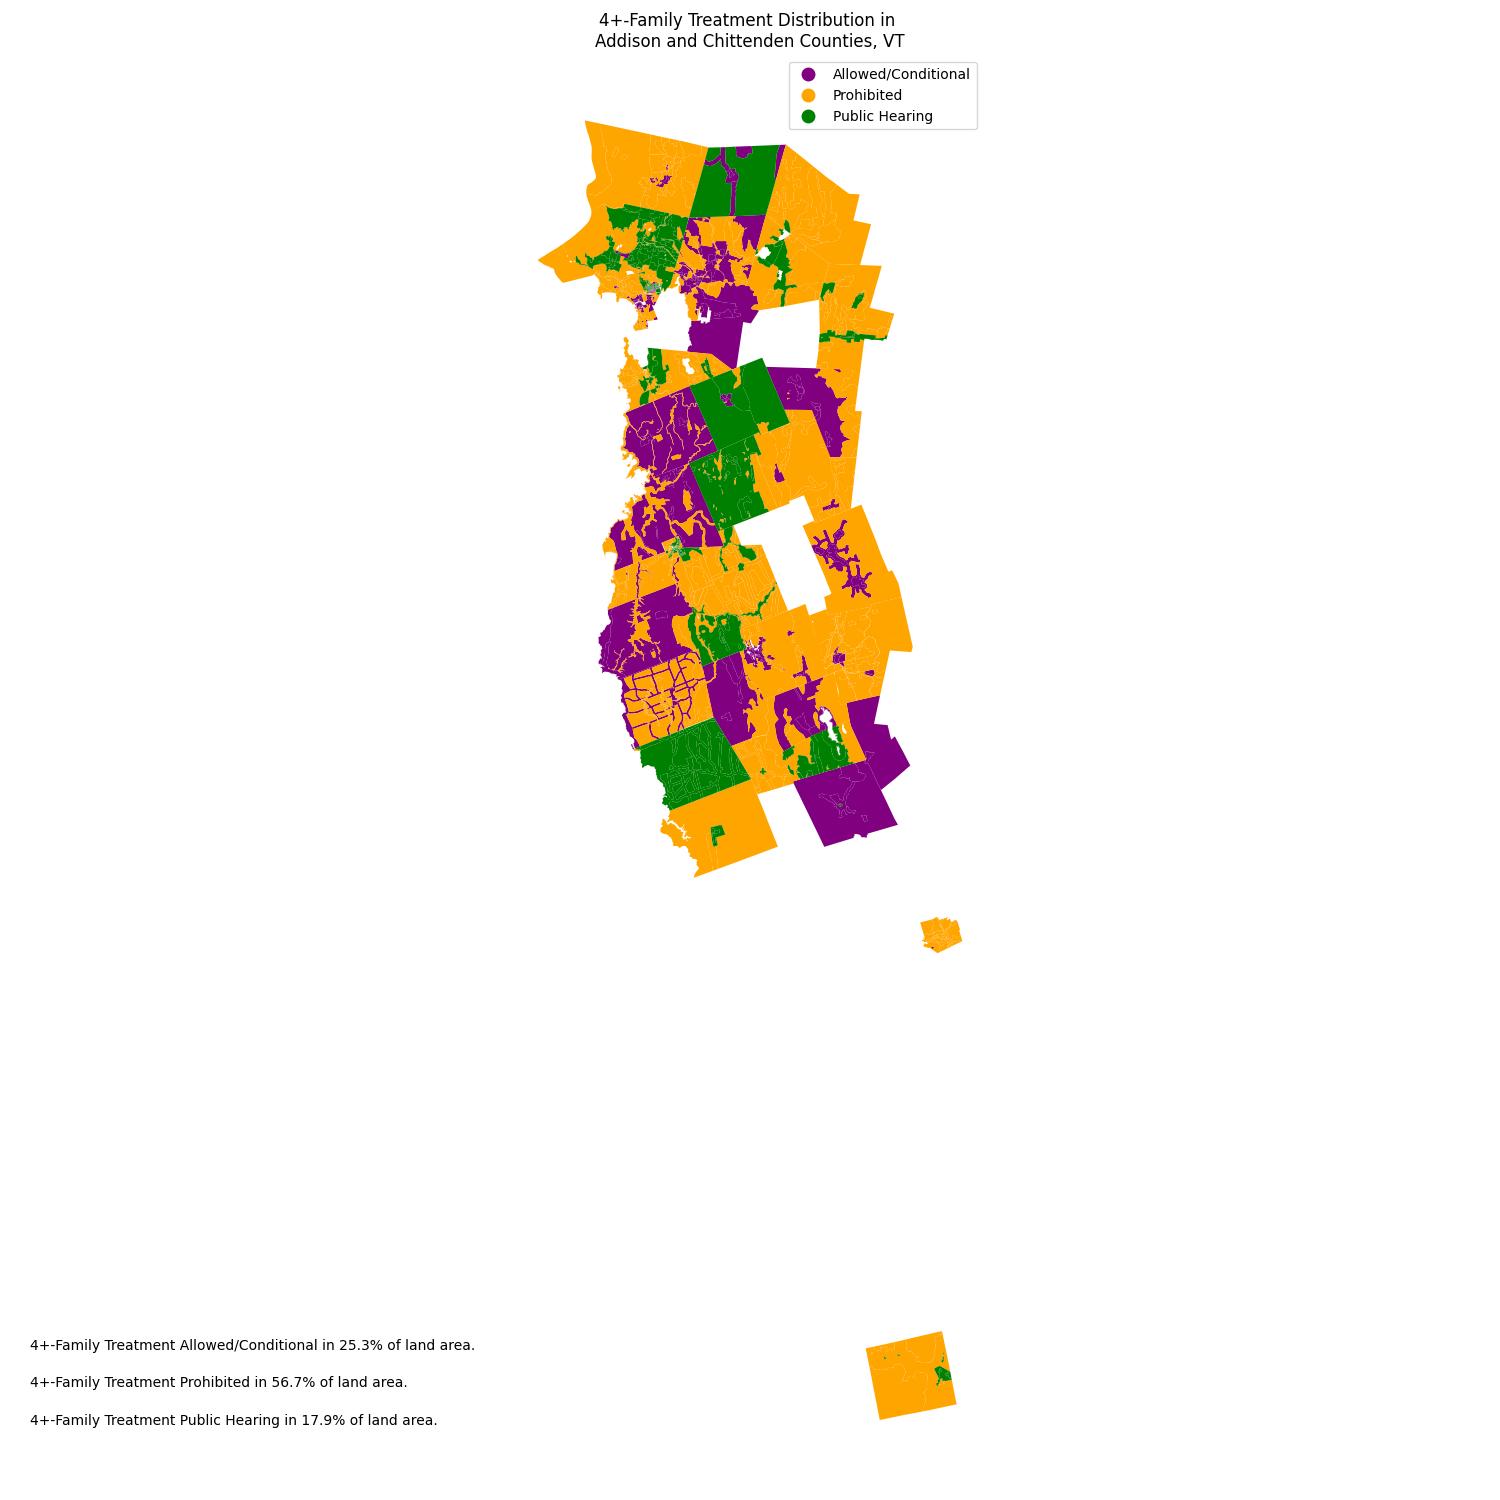 4+-Family Treatment Distribution in
Addison and Chittenden Counties, VT
Allowed/Conditional
Prohibited
Public Hearing
4+-Family Treatment Allowed/Conditional in 25.3% of land area.
4+-Family Treatment Prohibited in 56.7% of land area.
4+-Family Treatment Public Hearing in 17.9% of land area.